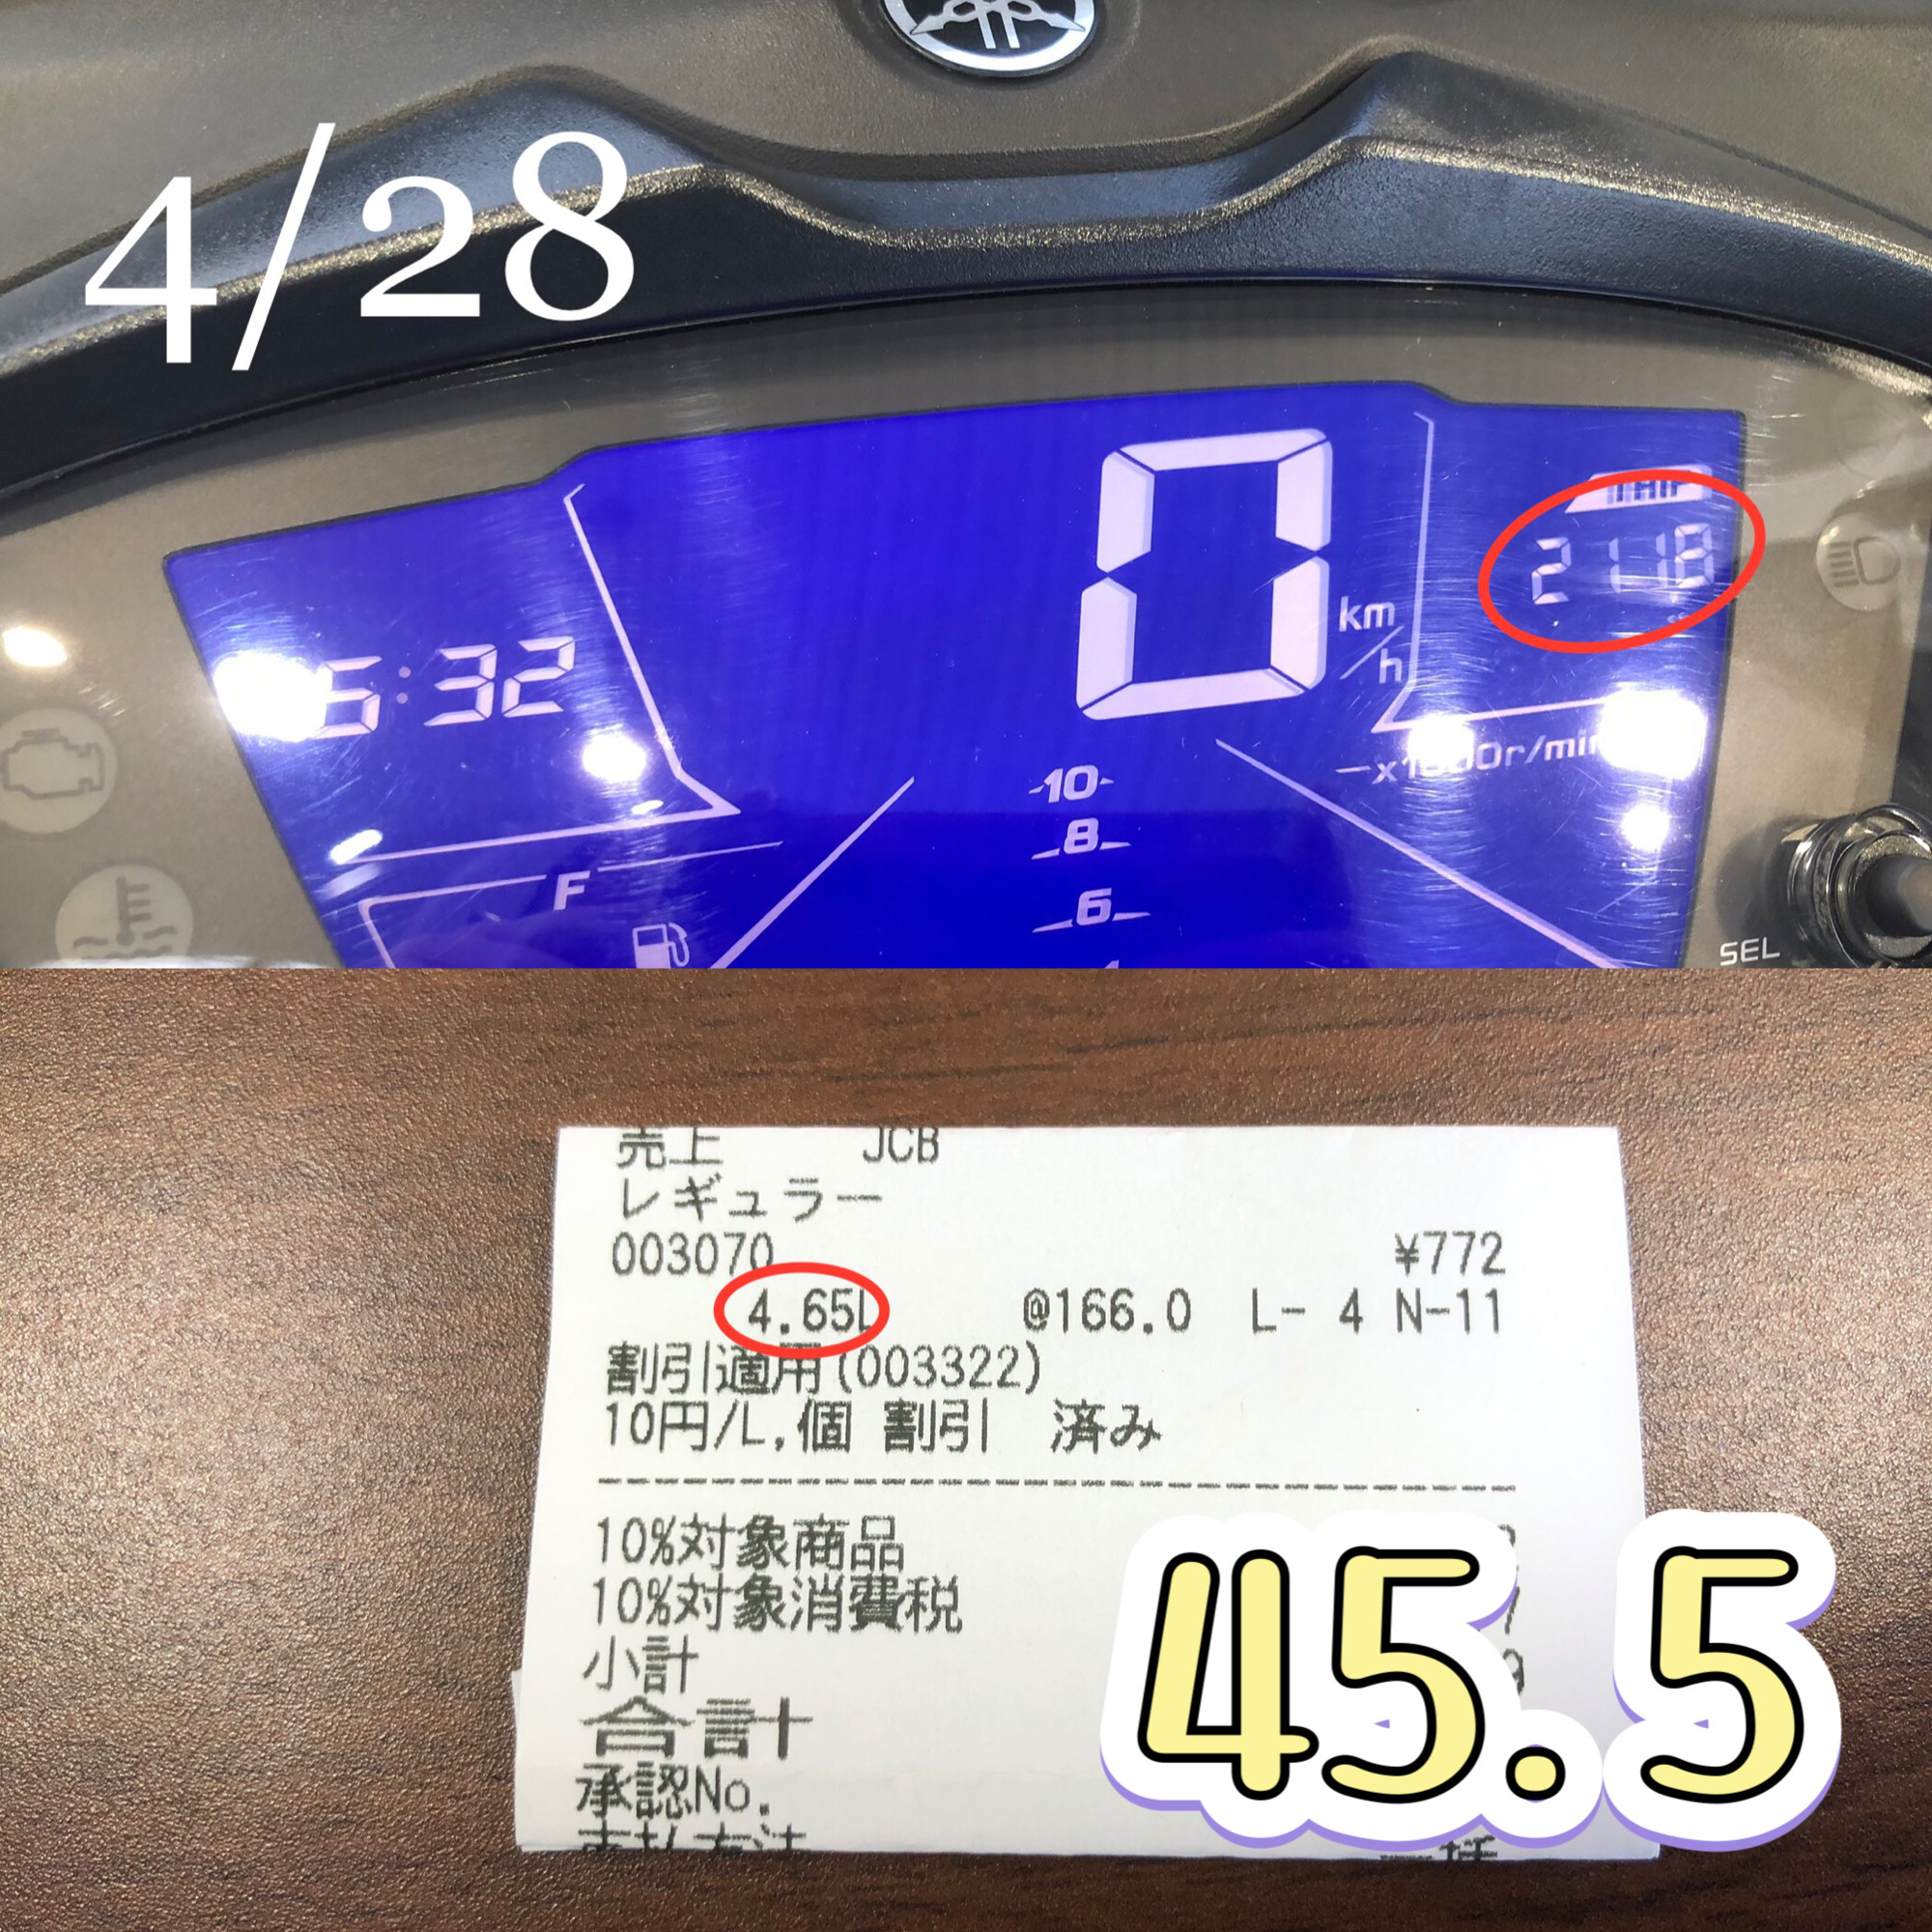 4/28
TRIP
211.8
0
km/h
5:32
x1000r/min
10
8
6
F
SEL
売上 JCB
レギュラー
003070 ¥772
4.65L @166.0 L- 4 N-11
割引適用(003322)
10円/L,個 割引 済み
10%対象商品
10%対象消費税
小計
合計
承認No.
45.5